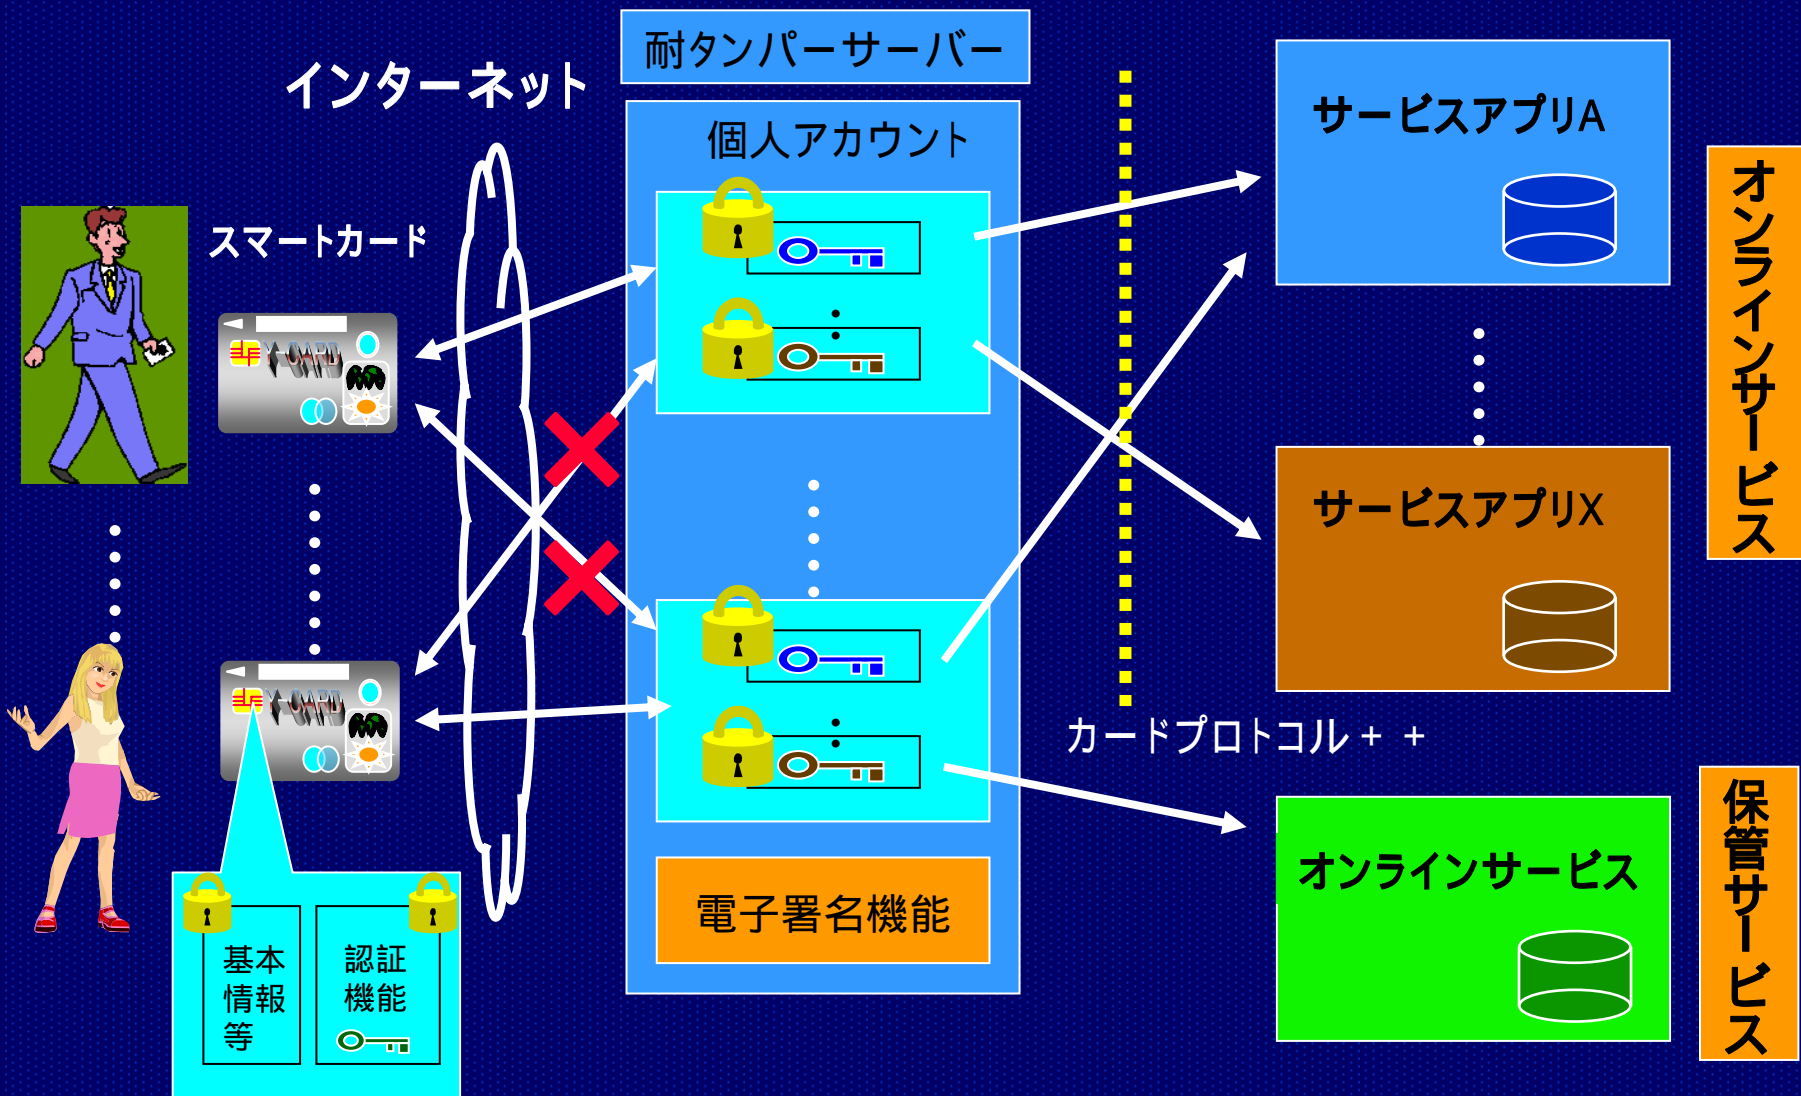 耐タンパーサーバー
インターネット
個人アカウント
サービスアプリA
オンラインサービス
スマートカード
サービスアプリX
カードプロトコル＋＋
オンラインサービス
保管サービス
電子署名機能
基本
情報
等
認証
機能